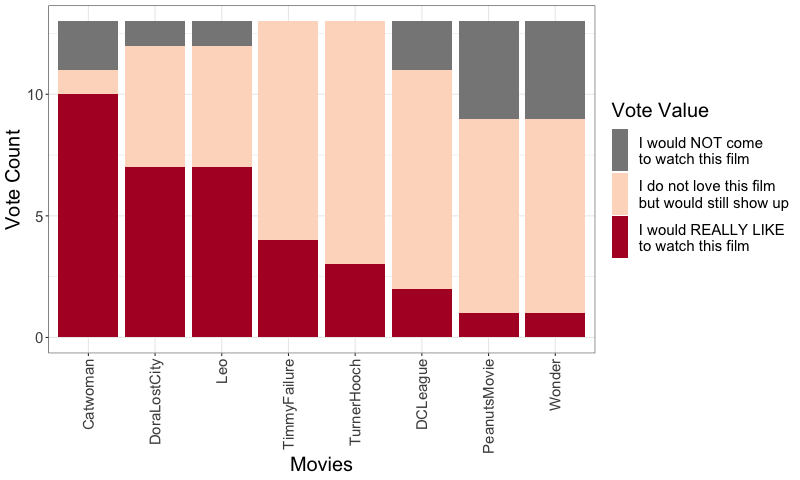 Vote Count
10
5
0
Catwoman
DoraLostCity
Leo
TimmyFailure
TurnerHooch
DCLeague
PeanutsMovie
Wonder
Movies
Vote Value
I would NOT come
to watch this film
I do not love this film
but would still show up
I would REALLY LIKE
to watch this film